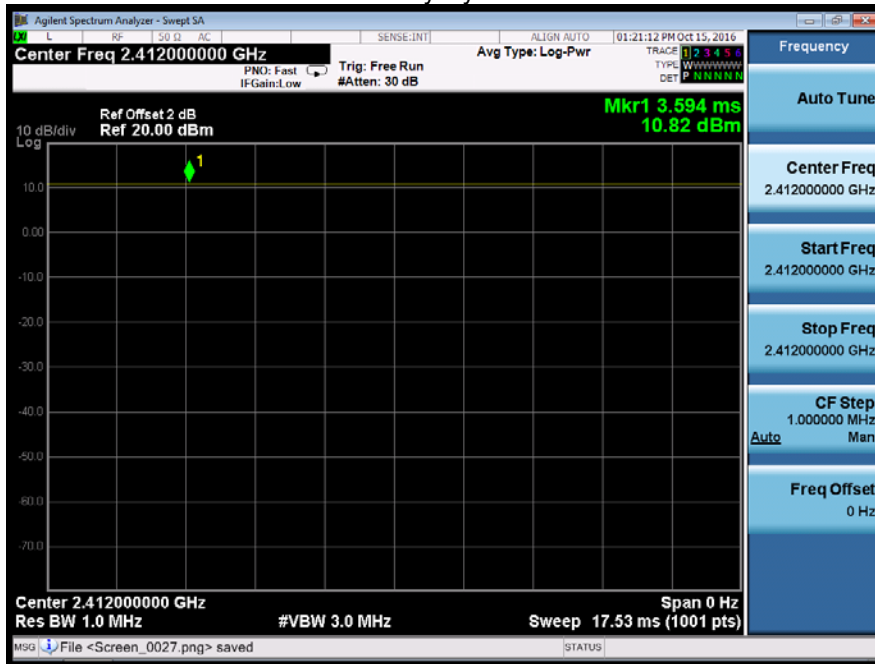 Agilent Spectrum Analyzer - Swept SA
L RF 50 Ω AC SENSE:INT ALIGN AUTO 01:21:12 PM Oct 15, 2016
Center Freq 2.412000000 GHz
PNO: Fast
IFGain:Low
Trig: Free Run
#Atten: 30 dB
Avg Type: Log-Pwr
TRACE 1 2 3 4 5 6
TYPE WWWWWW
DET P N N N N N
Frequency
Auto Tune
Ref Offset 2 dB
10 dB/div Ref 20.00 dBm
Log
Mkr1 3.594 ms
10.82 dBm
1
10.0
0.00
-10.0
-20.0
-30.0
-40.0
-50.0
-60.0
-70.0
Center Freq
2.412000000 GHz
Start Freq
2.412000000 GHz
Stop Freq
2.412000000 GHz
CF Step
1.000000 MHz
Auto Man
Freq Offset
0 Hz
Center 2.412000000 GHz Span 0 Hz
Res BW 1.0 MHz #VBW 3.0 MHz Sweep 17.53 ms (1001 pts)
MSG File <Screen_0027.png> saved STATUS